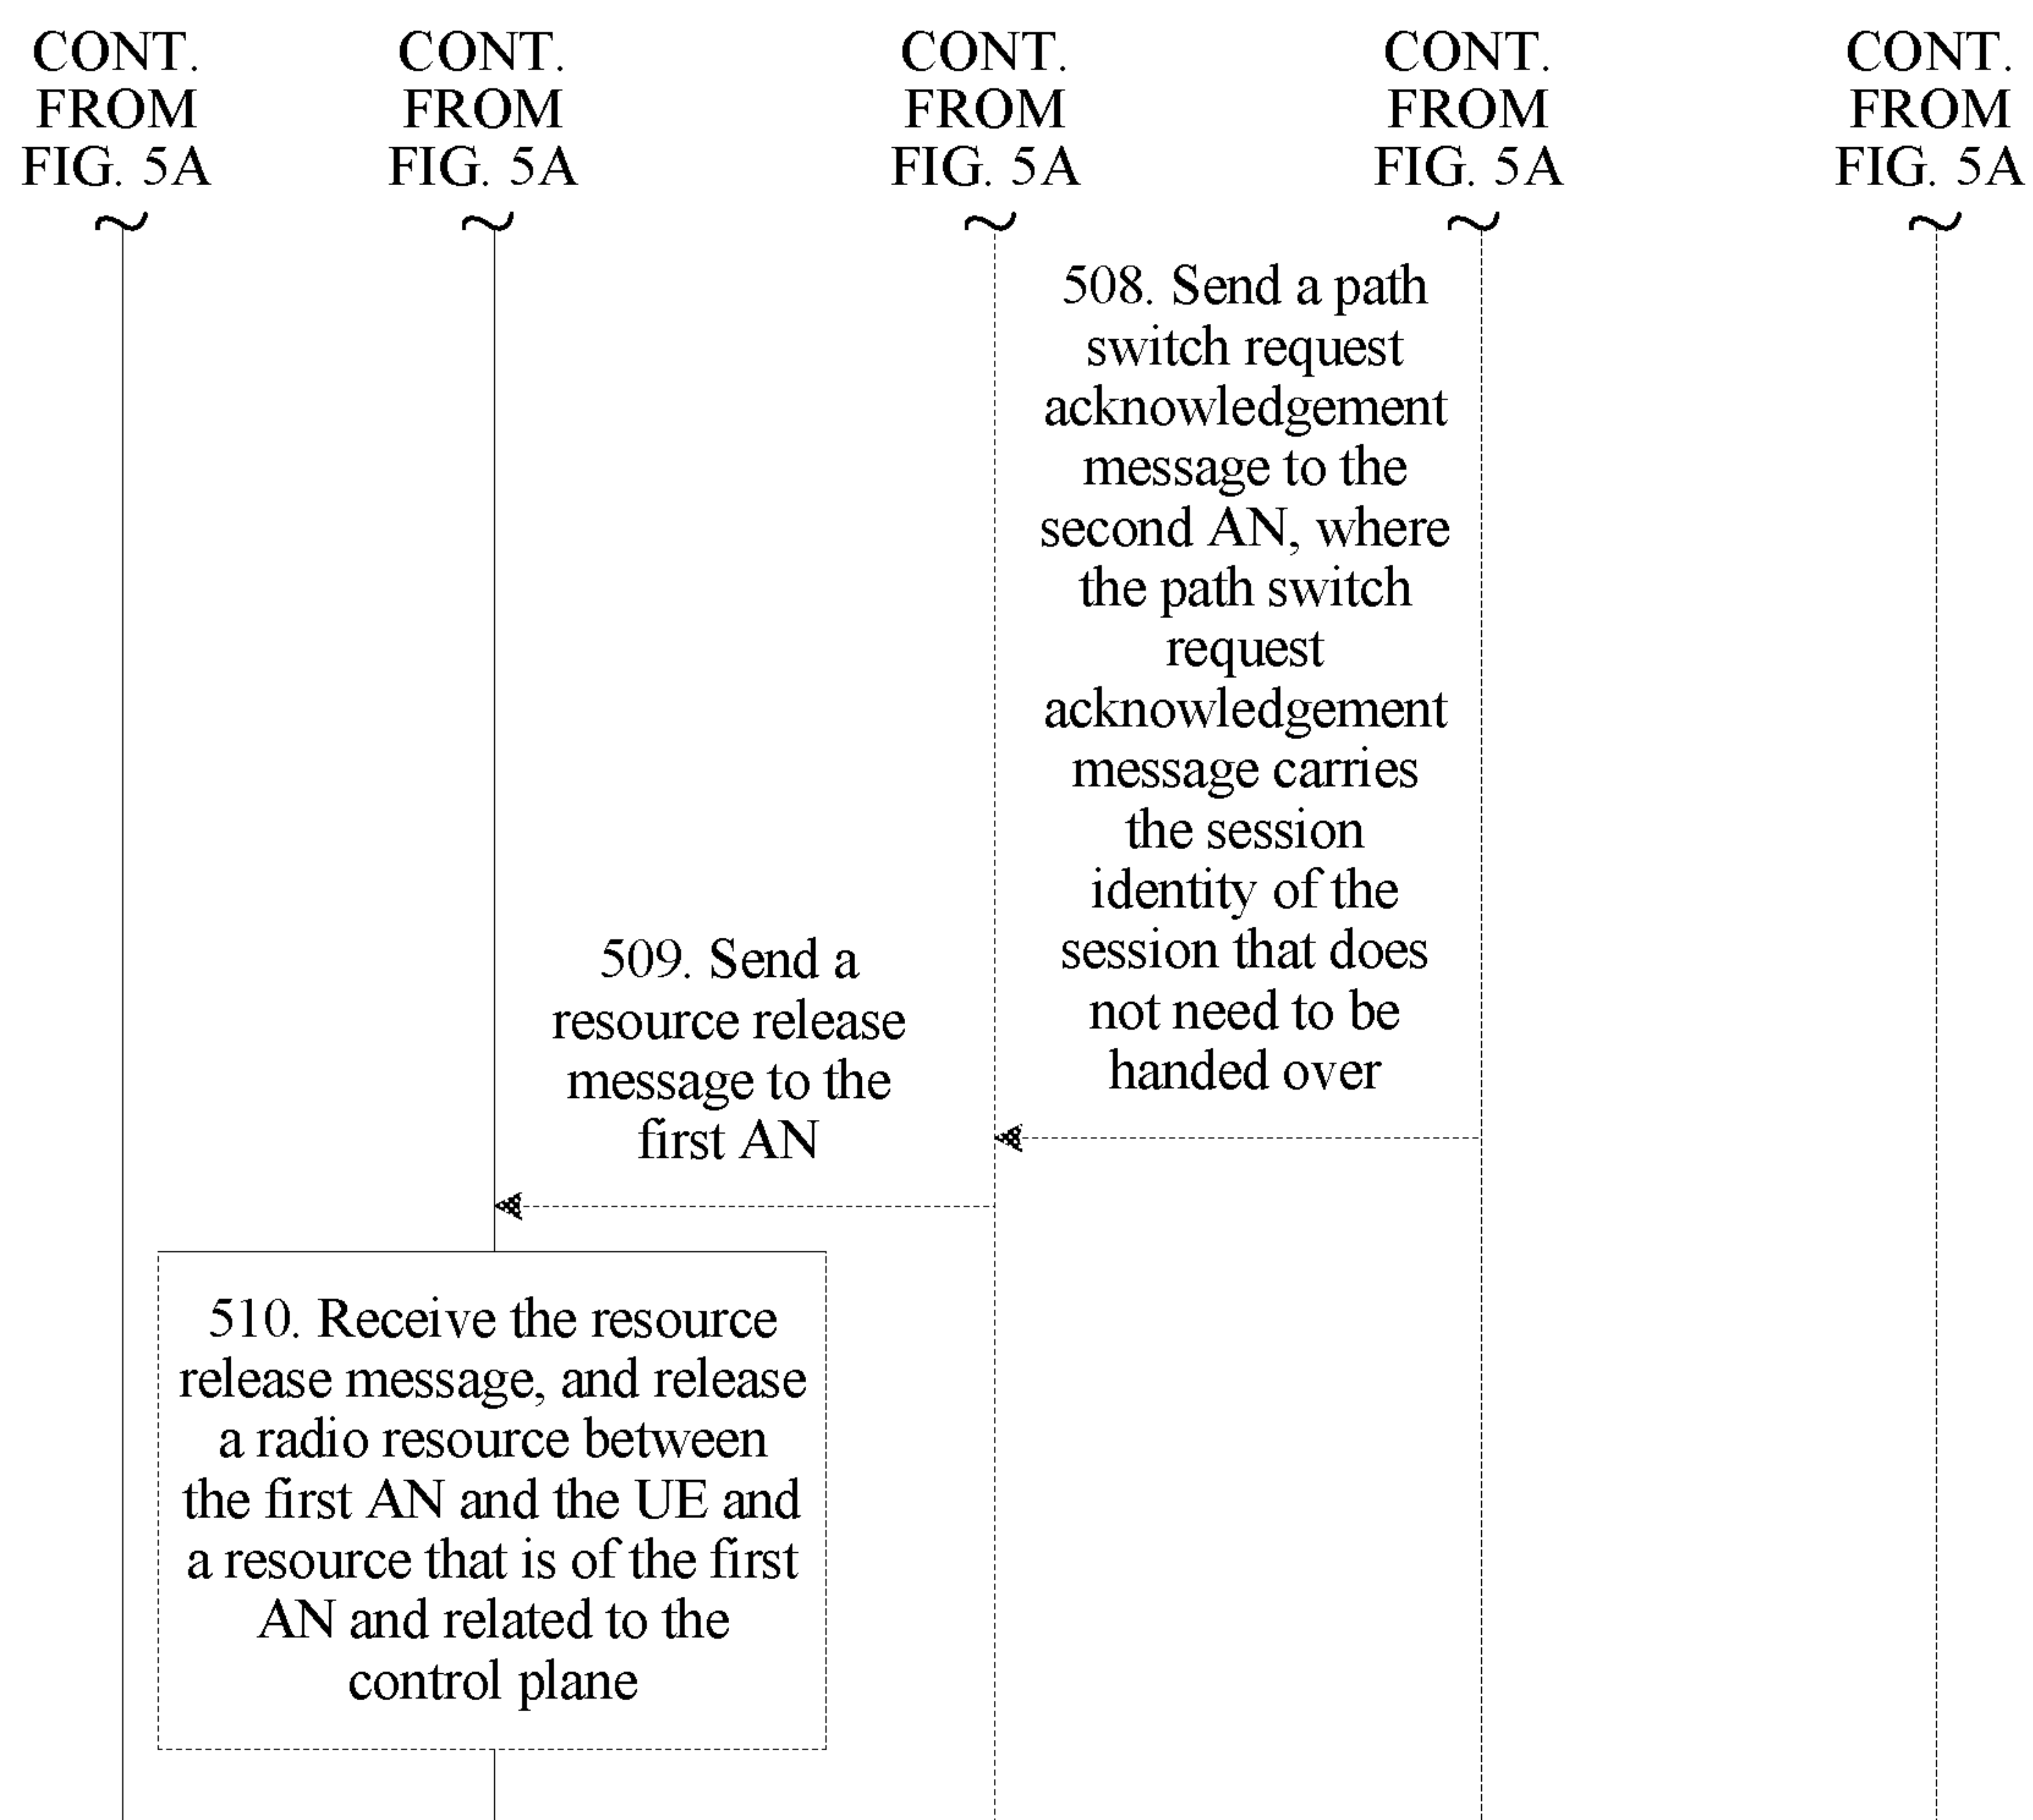 CONT.
FROM
FIG. 5A
CONT.
FROM
FIG. 5A
CONT.
FROM
FIG. 5A
CONT.
FROM
FIG. 5A
CONT.
FROM
FIG. 5A
508. Send a path
switch request
acknowledgement
message to the
second AN, where
the path switch
request
acknowledgement
message carries
the session
identity of the
session that does
not need to be
handed over
509. Send a
resource release
message to the
first AN
510. Receive the resource
release message, and release
a radio resource between
the first AN and the UE and
a resource that is of the first
AN and related to the
control plane